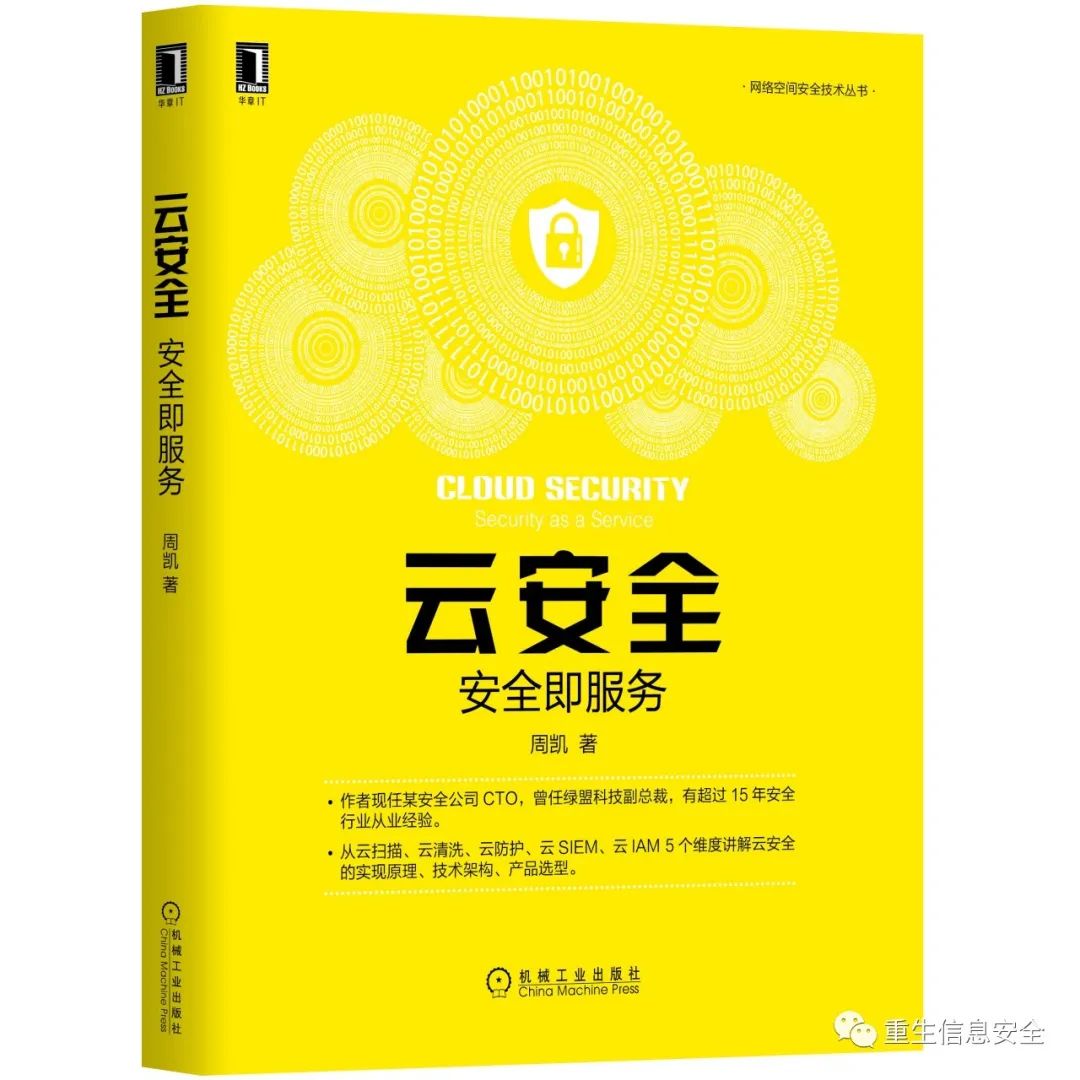 HZ BOOKS
华章IT
云安全
安全即服务
周凯 著
机械工业出版社
China Machine Press
HZ BOOKS
华章IT
·网络空间安全技术丛书·
CLOUD SECURITY
Security as a Service
云安全
安全即服务
周凯 著
• 作者现任某安全公司 CTO，曾任绿盟科技副总裁，有超过 15 年安全
行业从业经验。
• 从云扫描、云清洗、云防护、云 SIEM、云 IAM 5 个维度讲解云安全
的实现原理、技术架构、产品选型。
机械工业出版社
China Machine Press
重生信息安全